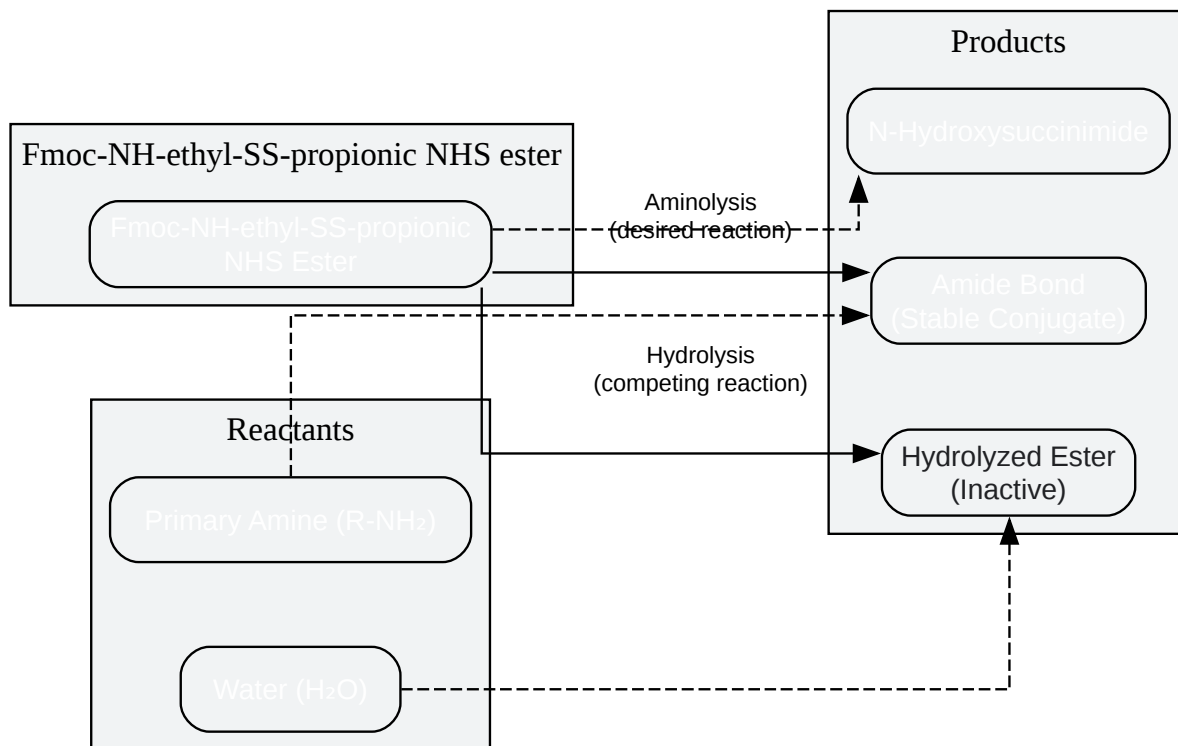 Products
N-Hydroxysuccinimide
Fmoc-NH-ethyl-SS-propionic NHS ester
Fmoc-NH-ethyl-SS-propionic
NHS Ester
Aminolysis
(desired reaction)
Amide Bond
(Stable Conjugate)
Hydrolysis
(competing reaction)
Reactants
Hydrolyzed Ester
(Inactive)
Primary Amine (R-NH₂)
Water (H₂O)